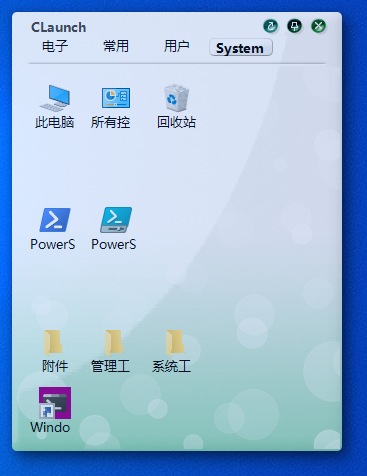 CLaunch
电子 常用 用户 System
此电脑 所有控 回收站
PowerS PowerS
附件 管理工 系统工
Windo